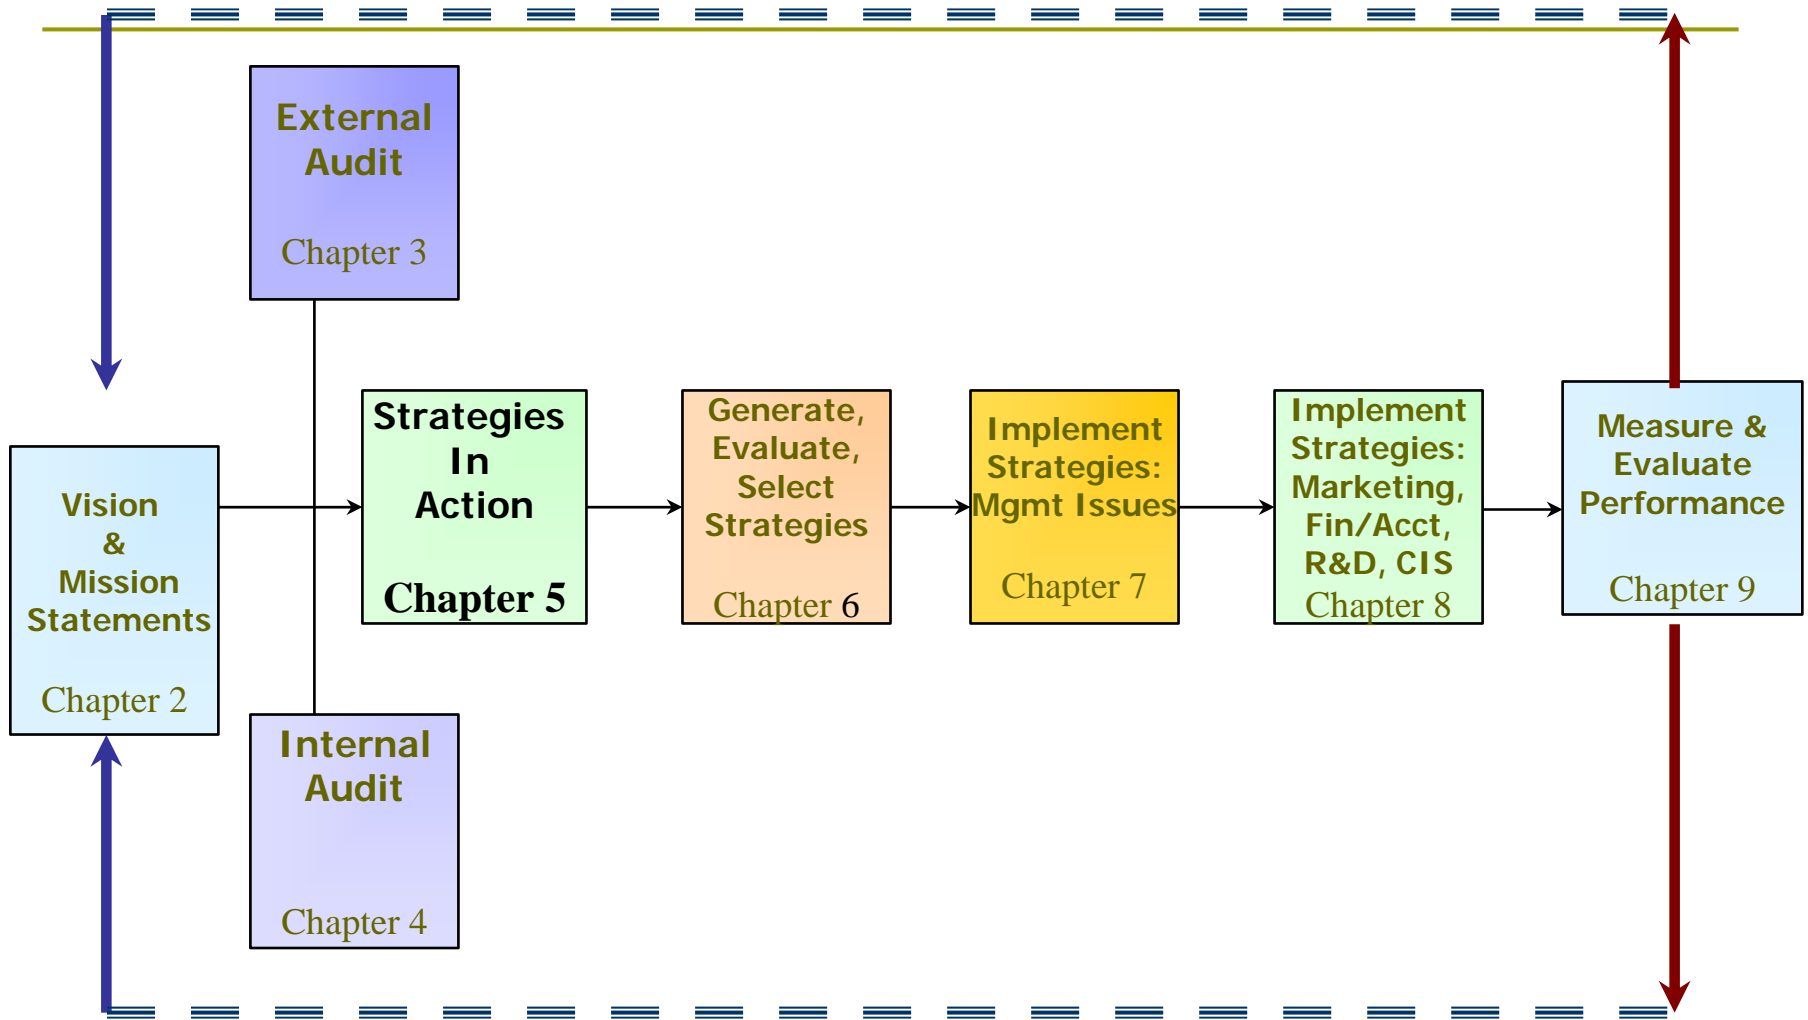 External
Audit
Chapter 3
Vision
&
Mission
Statements
Chapter 2
Strategies
In
Action
Chapter 5
Generate,
Evaluate,
Select
Strategies
Chapter 6
Implement
Strategies:
Mgmt Issues
Chapter 7
Implement
Strategies:
Marketing,
Fin/Acct,
R&D, CIS
Chapter 8
Measure &
Evaluate
Performance
Chapter 9
Internal
Audit
Chapter 4